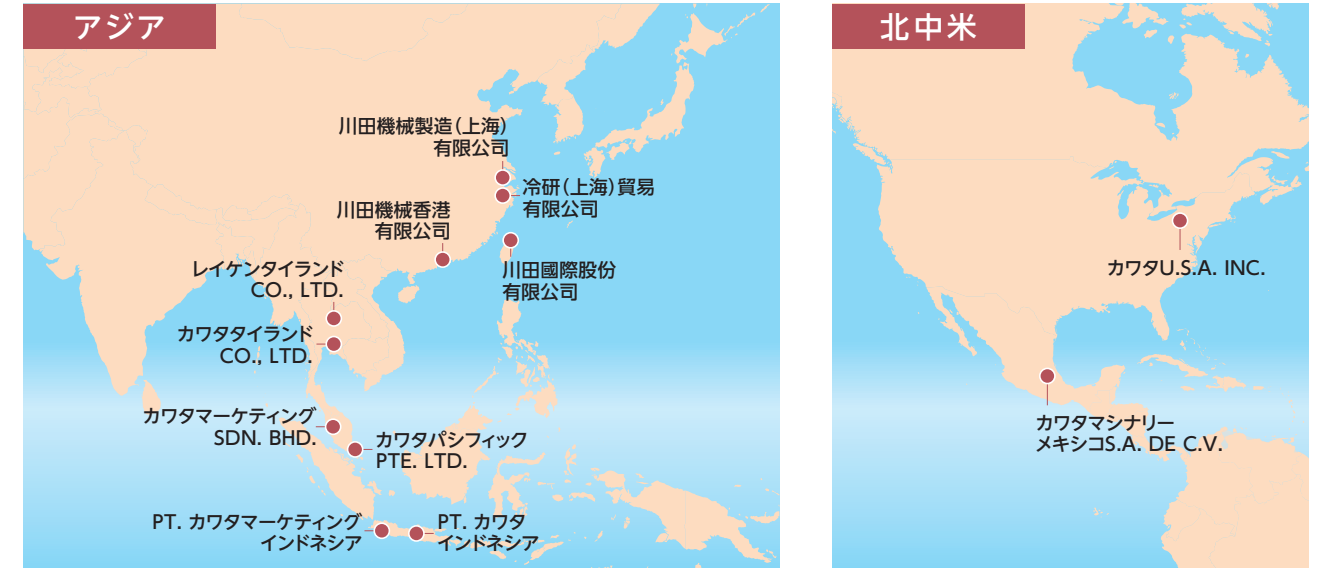 アジア
川田機械製造(上海)
有限公司
冷研(上海)貿易
有限公司
川田機械香港
有限公司
川田國際股份
有限公司
レイケンタイランド
CO., LTD.
カワタタイランド
CO., LTD.
カワタマーケティング
SDN. BHD.
カワタパシフィック
PTE. LTD.
PT. カワタマーケティング
インドネシア
PT. カワタ
インドネシア
北中米
カワタU.S.A. INC.
カワタマシナリー
メキシコS.A. DE C.V.